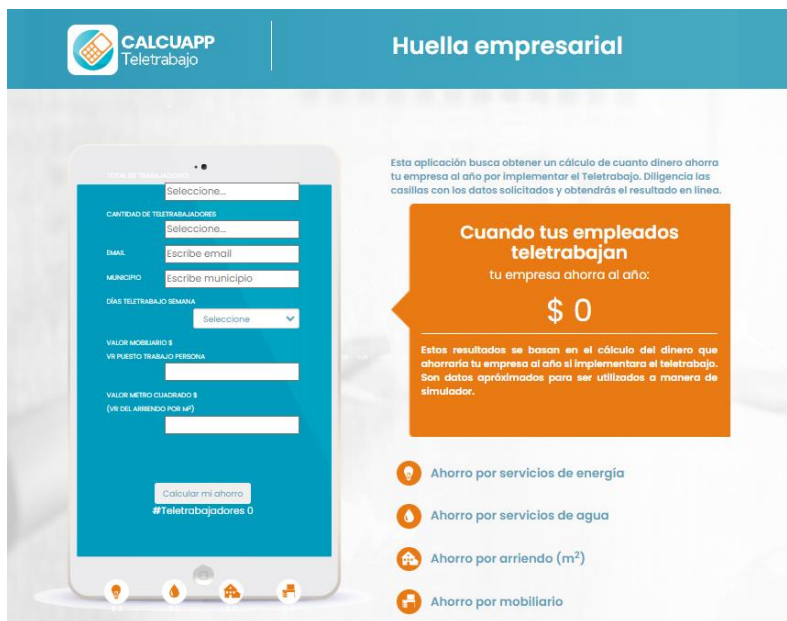 CALCUAPP
Teletrabajo
Huella empresarial
TOTAL DE TRABAJADORES
Seleccione...
CANTIDAD DE TELETRABAJADORES
Seleccione...
EMAIL
Escribe email
MUNICIPIO
Escribe municipio
DÍAS TELETRABAJO SEMANA
Seleccione
VALOR MOBILIARIO $
VR PUESTO TRABAJO PERSONA
VALOR METRO CUADRADO $
(VR DEL ARRIENDO POR M²)
Calcular mi ahorro
#Teletrabajadores 0
Esta aplicación busca obtener un cálculo de cuanto dinero ahorra
tu empresa al año por implementar el Teletrabajo. Diligencia las
casillas con los datos solicitados y obtendrás el resultado en línea.
Cuando tus empleados
teletrabajan
tu empresa ahorra al año:
$ 0
Estos resultados se basan en el cálculo del dinero que
ahorraría tu empresa al año si implementara el teletrabajo.
Son datos apróximados para ser utilizados a manera de
simulador.
Ahorro por servicios de energía
Ahorro por servicios de agua
Ahorro por arriendo (m²)
Ahorro por mobiliario